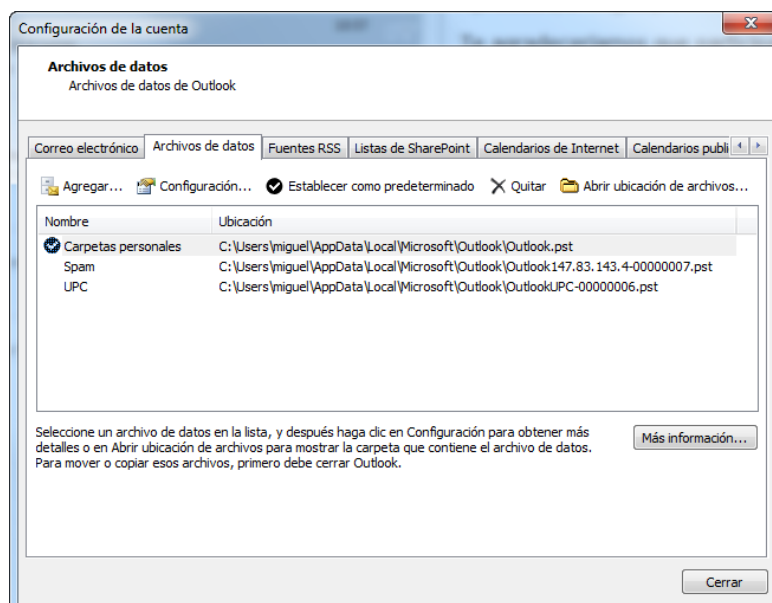 Configuración de la cuenta
Archivos de datos
Archivos de datos de Outlook
Correo electrónico Archivos de datos Fuentes RSS Listas de SharePoint Calendarios de Internet Calendarios publi
Agregar... Configuración... Establecer como predeterminado Quitar Abrir ubicación de archivos...
Nombre Ubicación
Carpetas personales C:\Users\miguel\AppData\Local\Microsoft\Outlook\Outlook.pst
Spam C:\Users\miguel\AppData\Local\Microsoft\Outlook\Outlook147.83.143.4-00000007.pst
UPC C:\Users\miguel\AppData\Local\Microsoft\Outlook\OutlookUPC-00000006.pst
Seleccione un archivo de datos en la lista, y después haga clic en Configuración para obtener más
detalles o en Abrir ubicación de archivos para mostrar la carpeta que contiene el archivo de datos.
Para mover o copiar esos archivos, primero debe cerrar Outlook.
Más información...
Cerrar